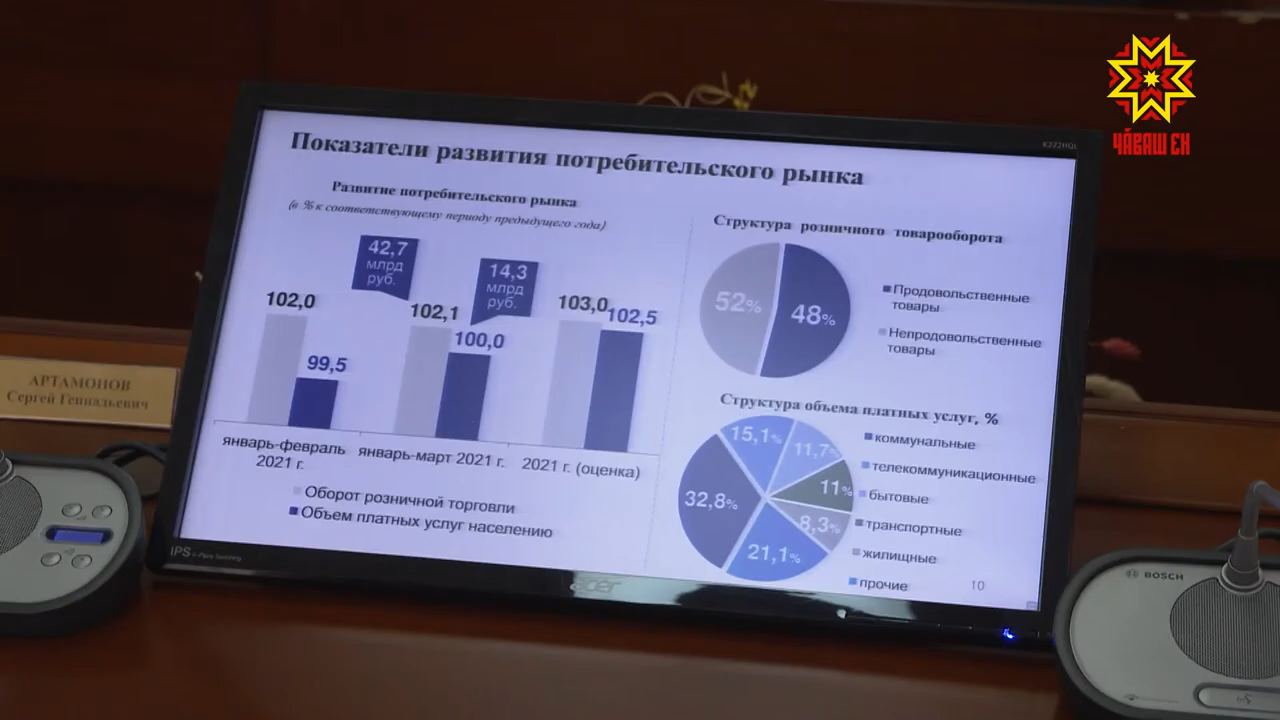 ЧӐВАШ ЕН
K222HQL
Показатели развития потребительского рынка
Развитие потребительского рынка
(в % к соответствующему периоду предыдущего года)
42,7
млрд
руб.
14,3
млрд
руб.
102,0
99,5
102,1
100,0
103,0
102,5
январь-февраль
2021 г.
январь-март 2021 г.
2021 г. (оценка)
Оборот розничной торговли
Объем платных услуг населению
Структура розничного товарооборота
52%
48%
Продовольственные
товары
Непродовольственные
товары
Структура объема платных услуг, %
15,1%
11,7%
11%
8,3%
21,1%
32,8%
коммунальные
телекоммуникационные
бытовые
транспортные
жилищные
прочие
10
АРТАМОНОВ
Сергей Геннадьевич
IPS
acer
BOSCH